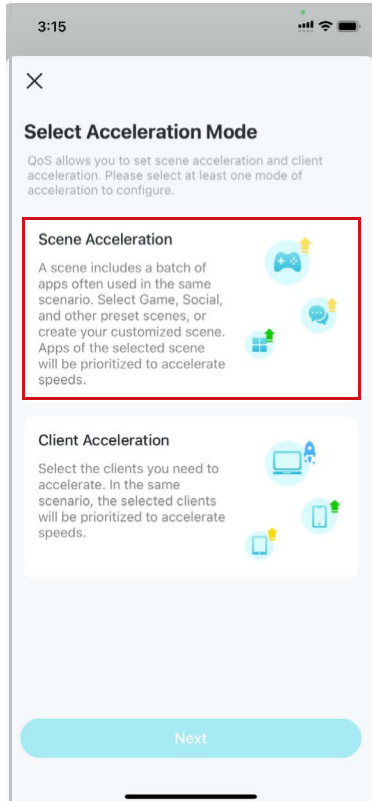 3:15
Select Acceleration Mode
QoS allows you to set scene acceleration and client
acceleration. Please select at least one mode of
acceleration to configure.
Scene Acceleration
A scene includes a batch of
apps often used in the same
scenario. Select Game, Social,
and other preset scenes, or
create your customized scene.
Apps of the selected scene
will be prioritized to accelerate
speeds.
Client Acceleration
Select the clients you need to
accelerate. In the same
scenario, the selected clients
will be prioritized to accelerate
speeds.
Next